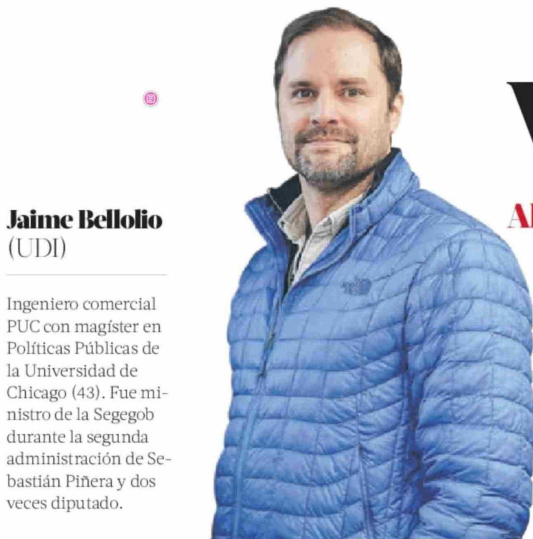 Jaime Bellolio
(UDI)
Ingeniero comercial
PUC con magíster en
Políticas Públicas de
la Universidad de
Chicago (43). Fue mi-
nistro de la Segegob
durante la segunda
administración de Se-
bastián Piñera y dos
veces diputado.